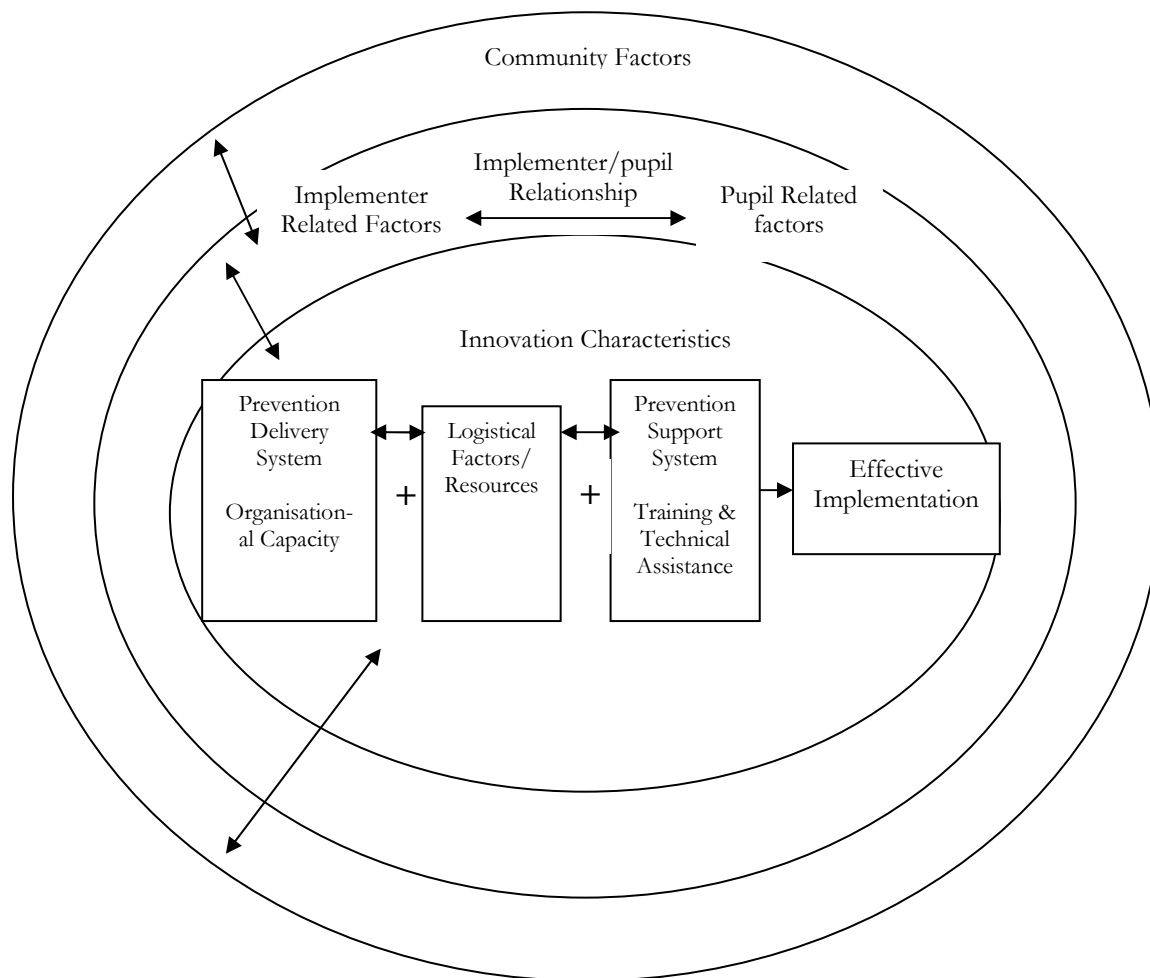 Community Factors
Implementer/pupil
Relationship
Implementer
Related Factors
Pupil Related
factors
Innovation Characteristics
Prevention
Delivery
System
Organisation-
al Capacity
+
Logistical
Factors/
Resources
+
Prevention
Support
System
Training &
Technical
Assistance
Effective
Implementation